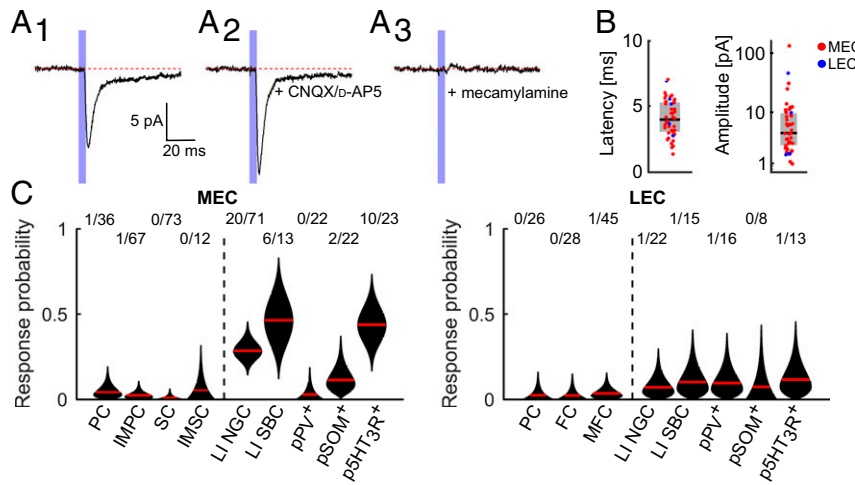 A1
A2
A3
+ CNQX/D-AP5
+ mecamylamine
5 pA
20 ms
B
Latency [ms]
10
5
0
Amplitude [pA]
100
10
1
MEC
LEC
C
MEC
Response probability
1
0.5
0
1/36 0/73 20/71 0/22 10/23
1/67 0/12 6/13 2/22
PC IMPC SC IMSC LI NGC LI SBC pPV+ pSOM+ p5HT3R+
LEC
Response probability
1
0.5
0
0/26 1/45 1/15 0/8
0/28 1/22 1/16 1/13
PC FC MFC LI NGC LI SBC pPV+ pSOM+ p5HT3R+